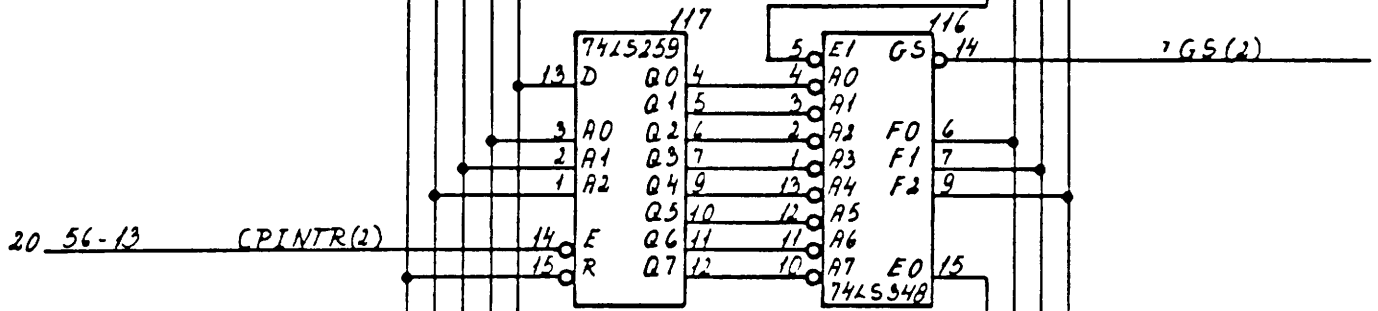 117
116
74LS259
13 D Q0 4
Q1 5
3 A0 Q2 6
2 A1 Q3 7
1 A2 Q4 9
Q5 10
14 E Q6 11
15 R Q7 12
5 E1 GS 14
4 A0
3 A1
2 A2 F0 6
1 A3 F1 7
13 A4 F2 9
12 A5
11 A6
10 A7 E0 15
74LS348
GS(2)
20 56-13 CPINTR(2)